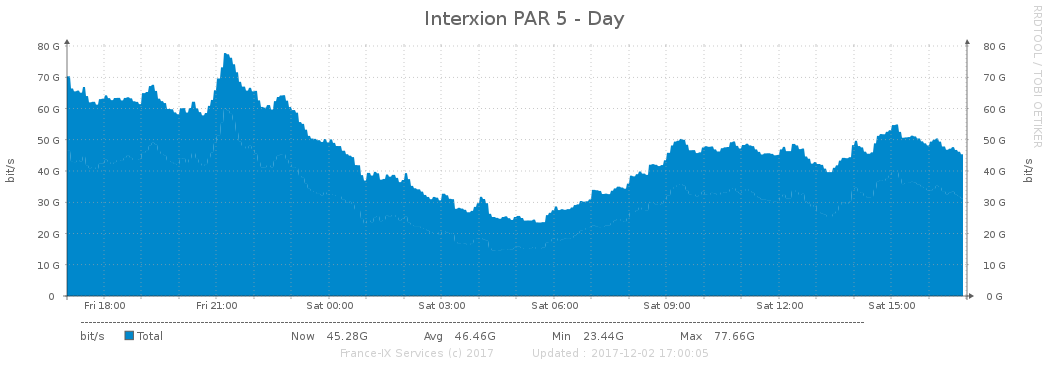 Interxion PAR 5 - Day
RRDTOOL / TOBI OETIKER
80 G 80 G
70 G 70 G
60 G 60 G
50 G 50 G
40 G 40 G
30 G 30 G
20 G 20 G
10 G 10 G
0 0 G
bit/s
bit/s
Fri 18:00 Fri 21:00 Sat 00:00 Sat 03:00 Sat 06:00 Sat 09:00 Sat 12:00 Sat 15:00
bit/s Total Now 45.28G Avg 46.46G Min 23.44G Max 77.66G
France-IX Services (c) 2017 Updated : 2017-12-02 17:00:05